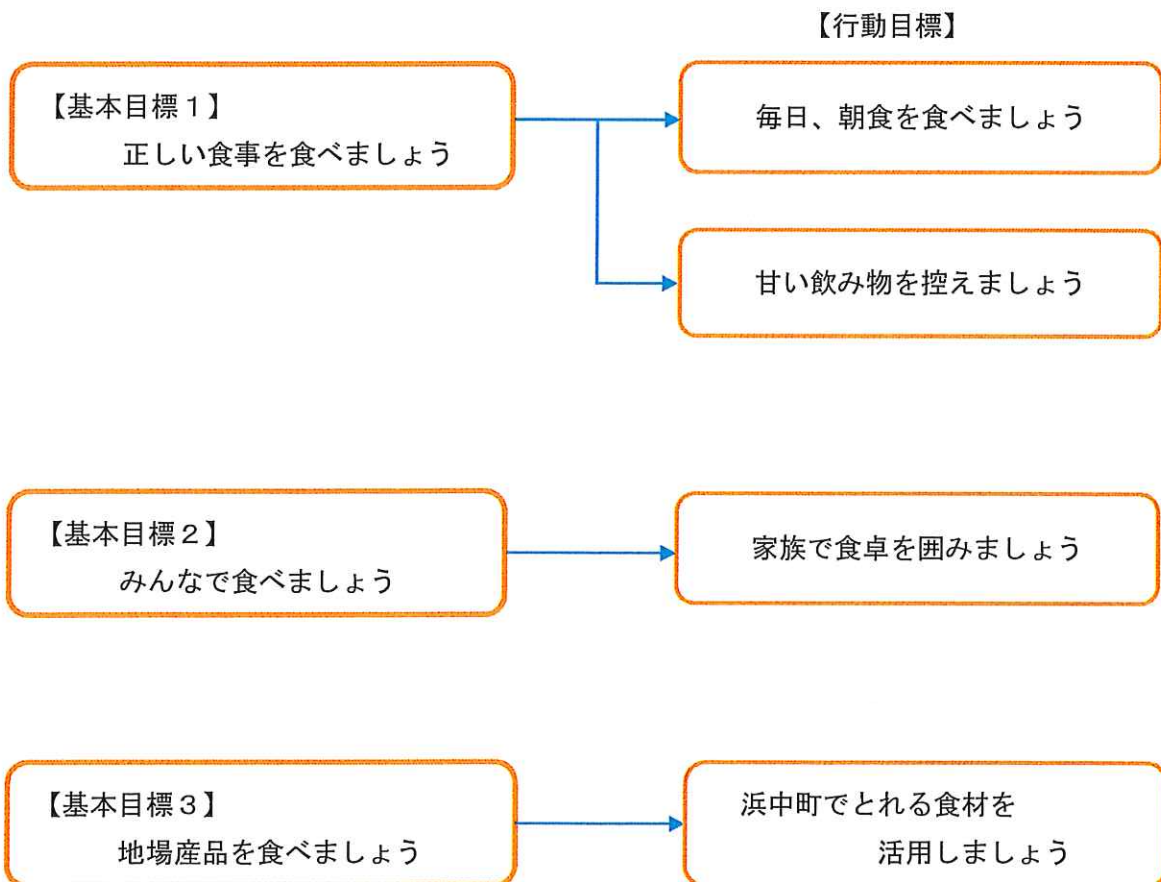 【行動目標】
【基本目標１】
正しい食事を食べましょう
毎日、朝食を食べましょう
甘い飲み物を控えましょう
【基本目標２】
みんなで食べましょう
家族で食卓を囲みましょう
【基本目標３】
地場産品を食べましょう
浜中町でとれる食材を
活用しましょう